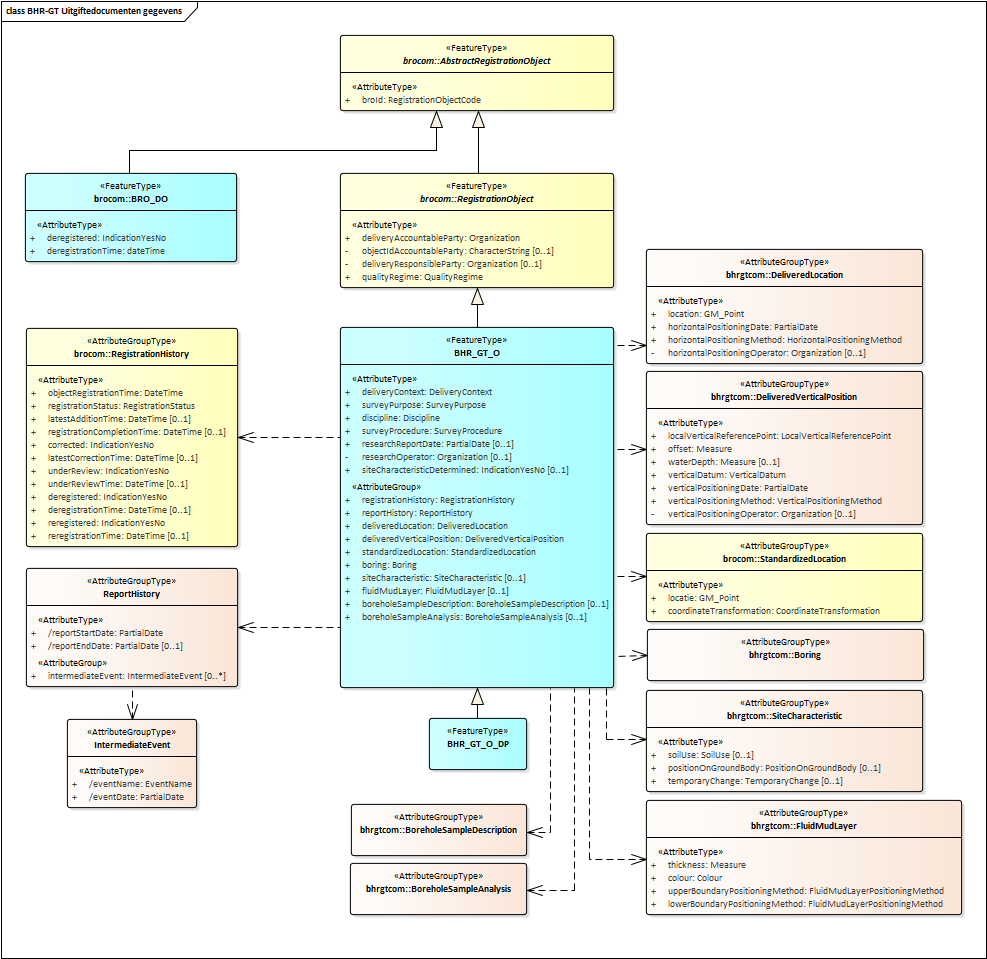 class BHR-GT Uitgiftedocumenten gegevens
«FeatureType»
brocom::AbstractRegistrationObject
«AttributeType»
+ broId: RegistrationObjectCode
«FeatureType»
brocom::BRO_DO
«AttributeType»
+ deregistered: IndicationYesNo
+ deregistrationTime: dateTime
«FeatureType»
brocom::RegistrationObject
«AttributeType»
+ deliveryAccountableParty: Organization
- objectIdAccountableParty: CharacterString [0..1]
- deliveryResponsibleParty: Organization [0..1]
+ qualityRegime: QualityRegime
«AttributeGroupType»
bhrgtcom::DeliveredLocation
«AttributeType»
+ location: GM_Point
+ horizontalPositioningDate: PartialDate
+ horizontalPositioningMethod: HorizontalPositioningMethod
- horizontalPositioningOperator: Organization [0..1]
«AttributeGroupType»
brocom::RegistrationHistory
«AttributeType»
+ objectRegistrationTime: DateTime
+ registrationStatus: RegistrationStatus
+ latestAdditionTime: DateTime [0..1]
+ registrationCompletionTime: DateTime [0..1]
+ corrected: IndicationYesNo
+ latestCorrectionTime: DateTime [0..1]
+ underReview: IndicationYesNo
+ underReviewTime: DateTime [0..1]
+ deregistered: IndicationYesNo
+ deregistrationTime: DateTime [0..1]
+ reregistered: IndicationYesNo
+ reregistrationTime: DateTime [0..1]
«FeatureType»
BHR_GT_O
«AttributeType»
+ deliveryContext: DeliveryContext
+ surveyPurpose: SurveyPurpose
+ discipline: Discipline
+ surveyProcedure: SurveyProcedure
+ researchReportDate: PartialDate [0..1]
- researchOperator: Organization [0..1]
+ siteCharacteristicDetermined: IndicationYesNo [0..1]
«AttributeGroup»
+ registrationHistory: RegistrationHistory
+ reportHistory: ReportHistory
+ deliveredLocation: DeliveredLocation
+ deliveredVerticalPosition: DeliveredVerticalPosition
+ standardizedLocation: StandardizedLocation
+ boring: Boring
+ siteCharacteristic: SiteCharacteristic [0..1]
+ fluidMudLayer: FluidMudLayer [0..1]
+ boreholeSampleDescription: BoreholeSampleDescription [0..1]
+ boreholeSampleAnalysis: BoreholeSampleAnalysis [0..1]
«AttributeGroupType»
bhrgtcom::DeliveredVerticalPosition
«AttributeType»
+ localVerticalReferencePoint: LocalVerticalReferencePoint
+ offset: Measure
+ waterDepth: Measure [0..1]
+ verticalDatum: VerticalDatum
+ verticalPositioningDate: PartialDate
+ verticalPositioningMethod: VerticalPositioningMethod
- verticalPositioningOperator: Organization [0..1]
«AttributeGroupType»
brocom::StandardizedLocation
«AttributeType»
+ locatie: GM_Point
+ coordinateTransformation: CoordinateTransformation
«AttributeGroupType»
ReportHistory
«AttributeType»
+ /reportStartDate: PartialDate
+ /reportEndDate: PartialDate [0..1]
«AttributeGroup»
+ intermediateEvent: IntermediateEvent [0..*]
«AttributeGroupType»
bhrgtcom::Boring
«AttributeGroupType»
IntermediateEvent
«AttributeType»
+ /eventName: EventName
+ /eventDate: PartialDate
«FeatureType»
BHR_GT_O_DP
«AttributeGroupType»
bhrgtcom::SiteCharacteristic
«AttributeType»
+ soilUse: SoilUse [0..1]
+ positionOnGroundBody: PositionOnGroundBody [0..1]
+ temporaryChange: TemporaryChange [0..1]
«AttributeGroupType»
bhrgtcom::BoreholeSampleDescription
«AttributeGroupType»
bhrgtcom::BoreholeSampleAnalysis
«AttributeGroupType»
bhrgtcom::FluidMudLayer
«AttributeType»
+ thickness: Measure
+ colour: Colour
+ upperBoundaryPositioningMethod: FluidMudLayerPositioningMethod
+ lowerBoundaryPositioningMethod: FluidMudLayerPositioningMethod